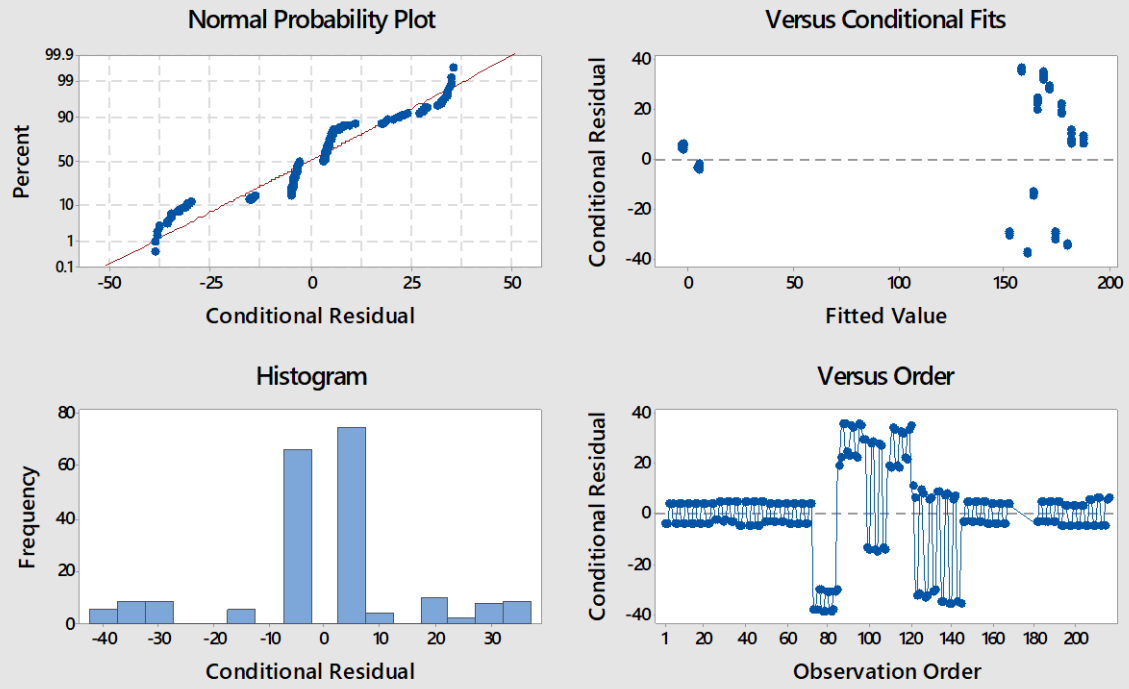 Normal Probability Plot
99.9
99
90
50
10
1
0.1
Percent
-50 -25 0 25 50
Conditional Residual
Versus Conditional Fits
40
20
0
-20
-40
Conditional Residual
0 50 100 150 200
Fitted Value
Histogram
80
60
40
20
0
Frequency
-40 -30 -20 -10 0 10 20 30
Conditional Residual
Versus Order
40
20
0
-20
-40
Conditional Residual
1 20 40 60 80 100 120 140 160 180 200
Observation Order